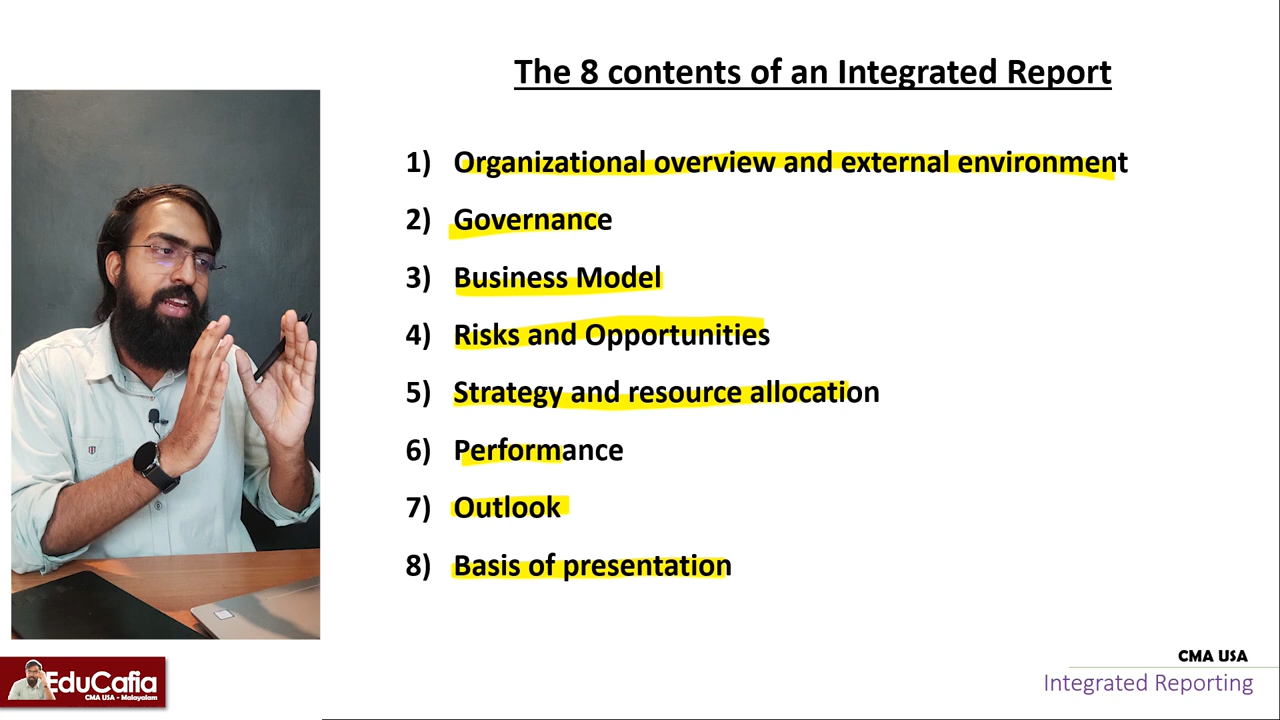 The 8 contents of an Integrated Report
1) Organizational overview and external environment
2) Governance
3) Business Model
4) Risks and Opportunities
5) Strategy and resource allocation
6) Performance
7) Outlook
8) Basis of presentation
EduCafia
CMA USA - Malayalam
CMA USA
Integrated Reporting